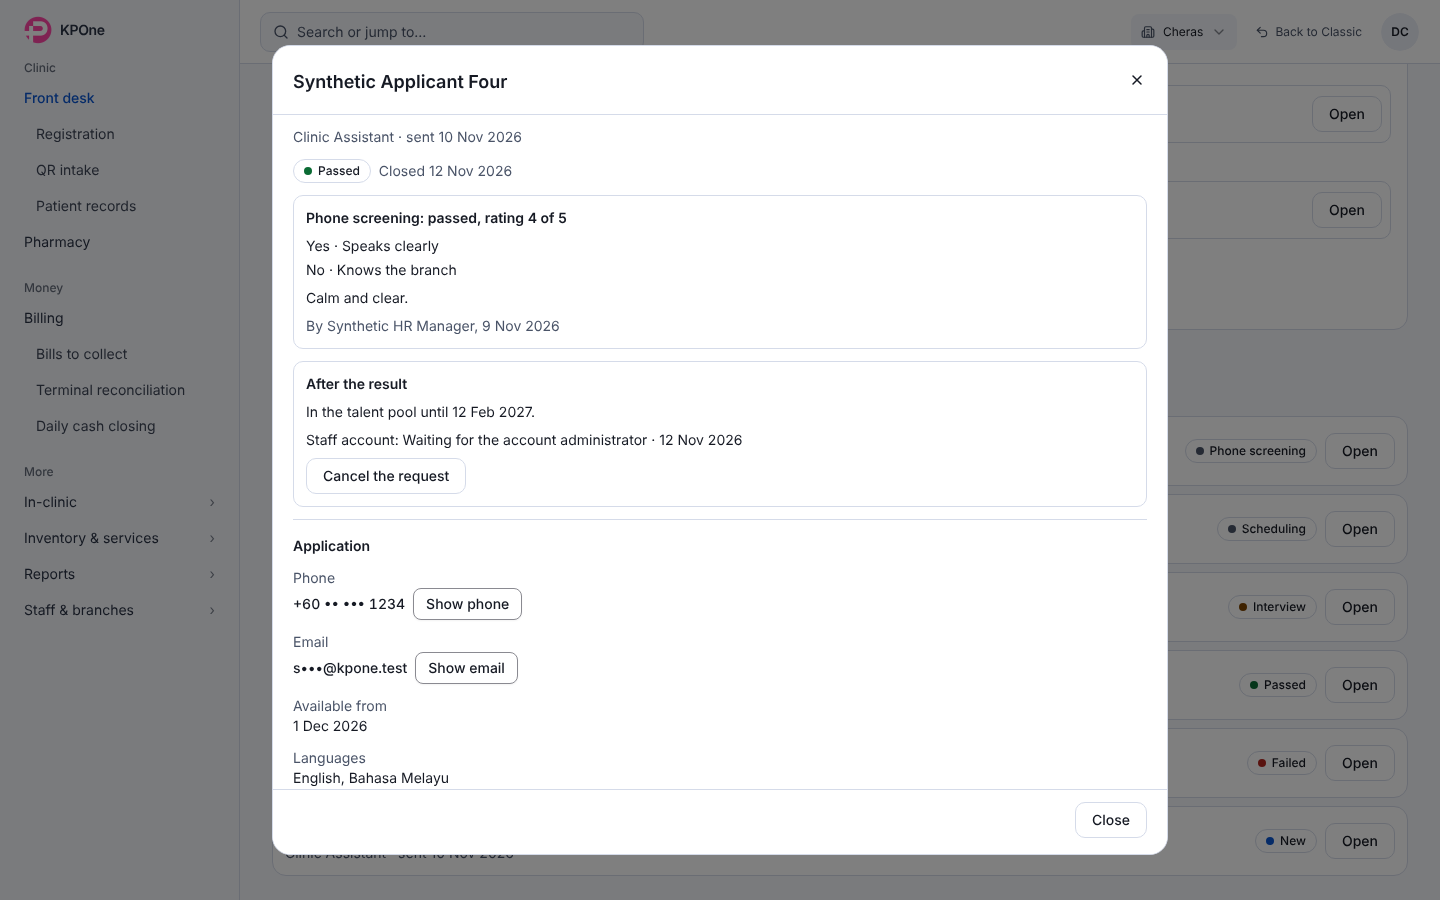 KPOne
Search or jump to...
Cheras
Back to Classic
DC
Clinic
Front desk
Registration
QR intake
Patient records
Pharmacy
Money
Billing
Bills to collect
Terminal reconciliation
Daily cash closing
More
In-clinic
Inventory & services
Reports
Staff & branches
Synthetic Applicant Four
Clinic Assistant · sent 10 Nov 2026
Passed Closed 12 Nov 2026
Phone screening: passed, rating 4 of 5
Yes · Speaks clearly
No · Knows the branch
Calm and clear.
By Synthetic HR Manager, 9 Nov 2026
After the result
In the talent pool until 12 Feb 2027.
Staff account: Waiting for the account administrator · 12 Nov 2026
Cancel the request
Application
Phone
+60 •• ••• 1234 Show phone
Email
s•••@kpone.test Show email
Available from
1 Dec 2026
Languages
English, Bahasa Melayu
Close
Open
Open
Phone screening Open
Scheduling Open
Interview Open
Passed Open
Failed Open
New Open
Clinic Assistant · sent 10 Nov 2026